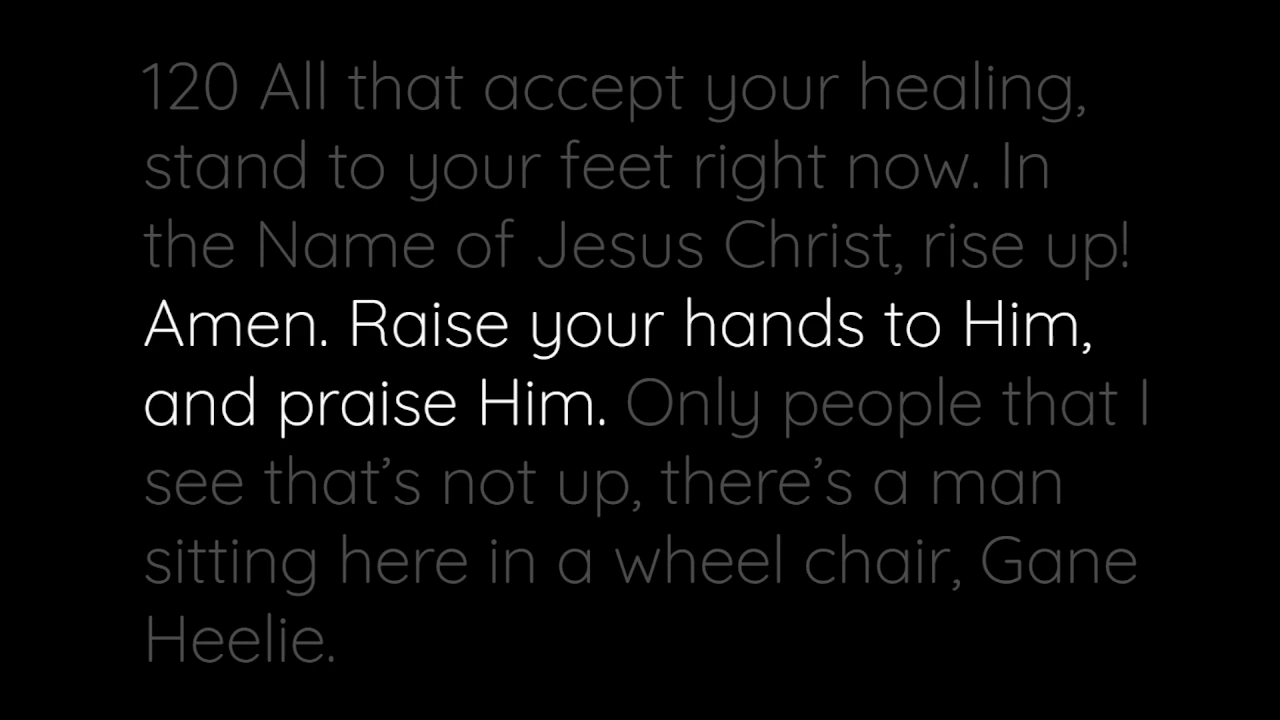 120 All that accept your healing,
stand to your feet right now. In
the Name of Jesus Christ, rise up!
Amen. Raise your hands to Him,
and praise Him. Only people that I
see that’s not up, there’s a man
sitting here in a wheel chair, Gane
Heelie.